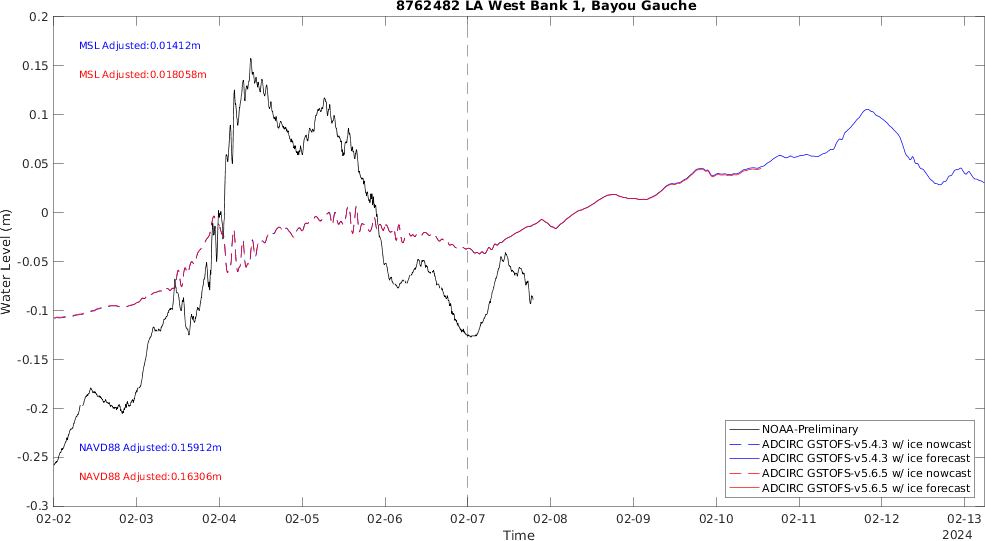 8762482 LA West Bank 1, Bayou Gauche
0.2
0.15
0.1
0.05
0
-0.05
-0.1
-0.15
-0.2
-0.25
-0.3
Water Level (m)
MSL Adjusted:0.01412m
MSL Adjusted:0.018058m
NAVD88 Adjusted:0.15912m
NAVD88 Adjusted:0.16306m
NOAA-Preliminary
ADCIRC GSTOFS-v5.4.3 w/ ice nowcast
ADCIRC GSTOFS-v5.4.3 w/ ice forecast
ADCIRC GSTOFS-v5.6.5 w/ ice nowcast
ADCIRC GSTOFS-v5.6.5 w/ ice forecast
02-02 02-03 02-04 02-05 02-06 02-07 02-08 02-09 02-10 02-11 02-12 02-13
Time
2024